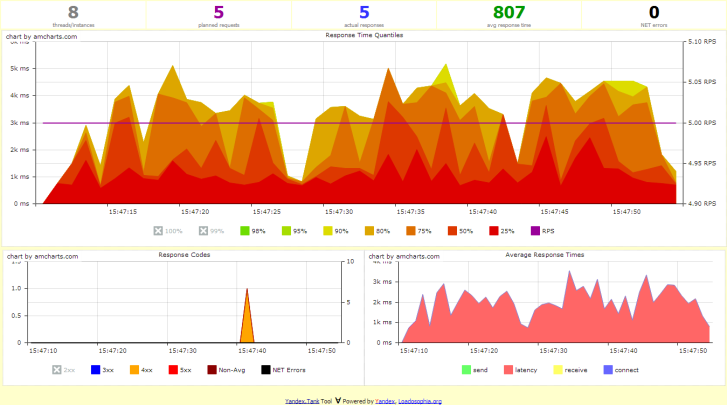 8 5 5 807 0
threads/instances planned requests actual responses avg response time NET errors
chart by amcharts.com Response Time Quantiles
5.10 RPS
5k ms 5.05 RPS
4k ms
3k ms 5.00 RPS
2k ms 4.95 RPS
1k ms
0 ms 4.90 RPS
15:47:15 15:47:20 15:47:25 15:47:30 15:47:35 15:47:40 15:47:45 15:47:50
100% 99% 98% 95% 90% 80% 75% 50% 25% RPS
chart by amcharts.com Response Codes
1.5 10
1.0
0.5 5
0.0 0
15:47:10 15:47:20 15:47:30 15:47:40 15:47:50
2xx 3xx 4xx 5xx Non-Avg NET Errors
chart by amcharts.com Average Response Times
4k ms
3k ms
2k ms
1k ms
0 ms
15:47:10 15:47:20 15:47:30 15:47:40 15:47:50
send latency receive connect
Yandex.Tank Tool Powered by Yandex, Loadosophia.org